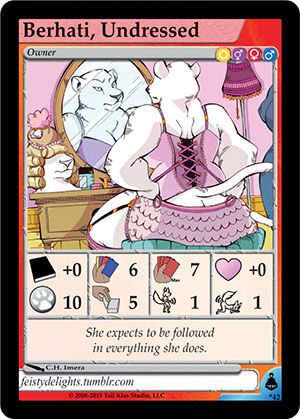 Berhati, Undressed
Owner
+0
6
7
Max
+0
10
5
1
1
She expects to be followed
in everything she does.
C.H. Imera
feistydelights.tumblr.com
© 2008-2013 Tail Kiss Studio, LLC
*42